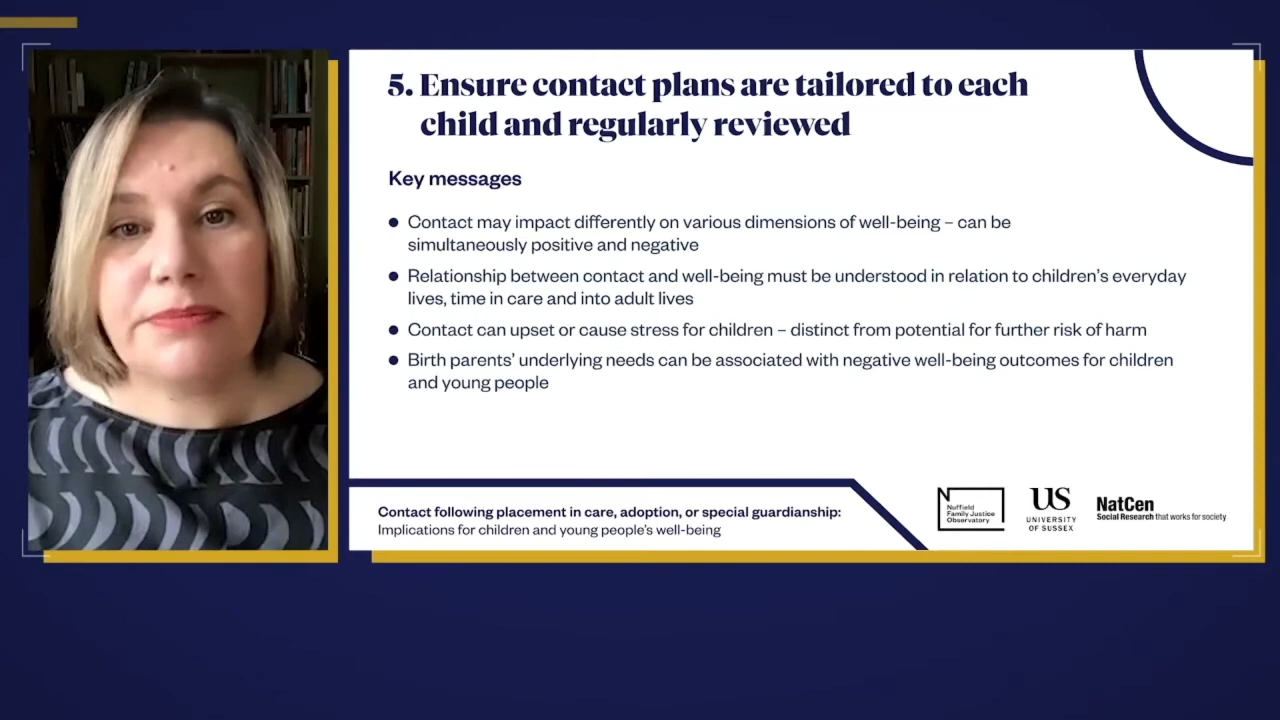 5. Ensure contact plans are tailored to each
child and regularly reviewed
Key messages
● Contact may impact differently on various dimensions of well-being – can be
simultaneously positive and negative
● Relationship between contact and well-being must be understood in relation to children’s everyday
lives, time in care and into adult lives
● Contact can upset or cause stress for children – distinct from potential for further risk of harm
● Birth parents’ underlying needs can be associated with negative well-being outcomes for children
and young people
Contact following placement in care, adoption, or special guardianship:
Implications for children and young people’s well-being
Nuffield
Family Justice
Observatory
US
UNIVERSITY
OF SUSSEX
NatCen
Social Research that works for society